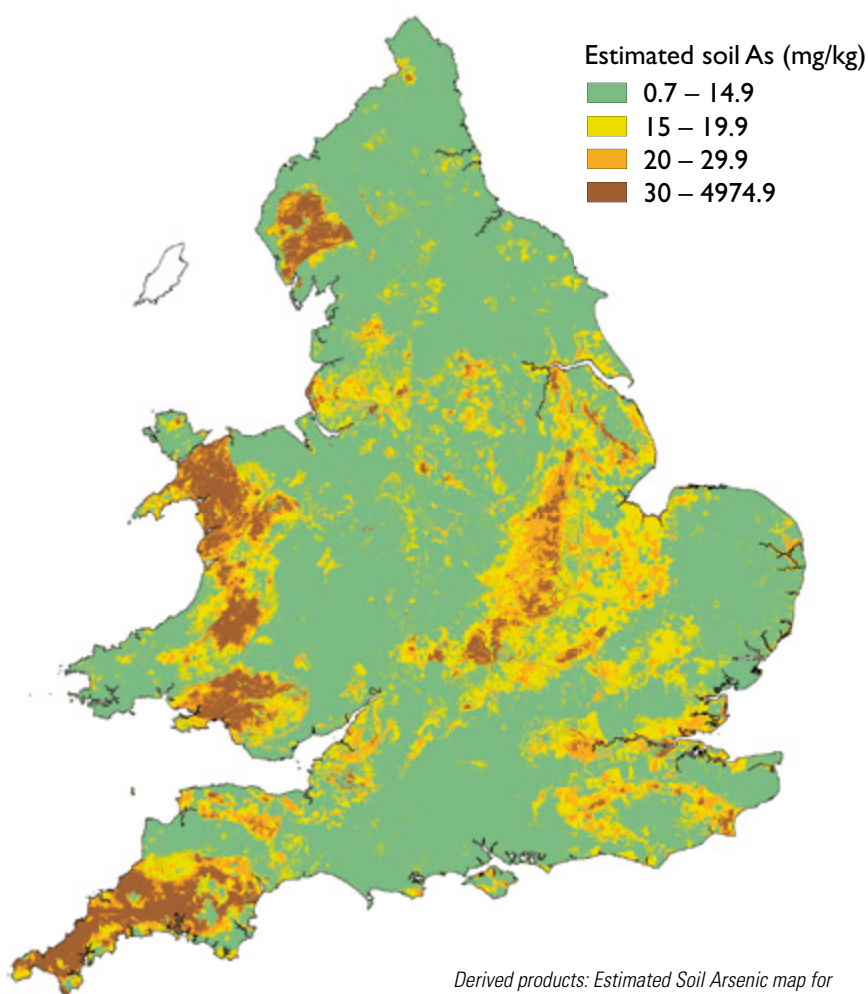 Estimated soil As (mg/kg)
0.7 – 14.9
15 – 19.9
20 – 29.9
30 – 4974.9
Derived products: Estimated Soil Arsenic map for